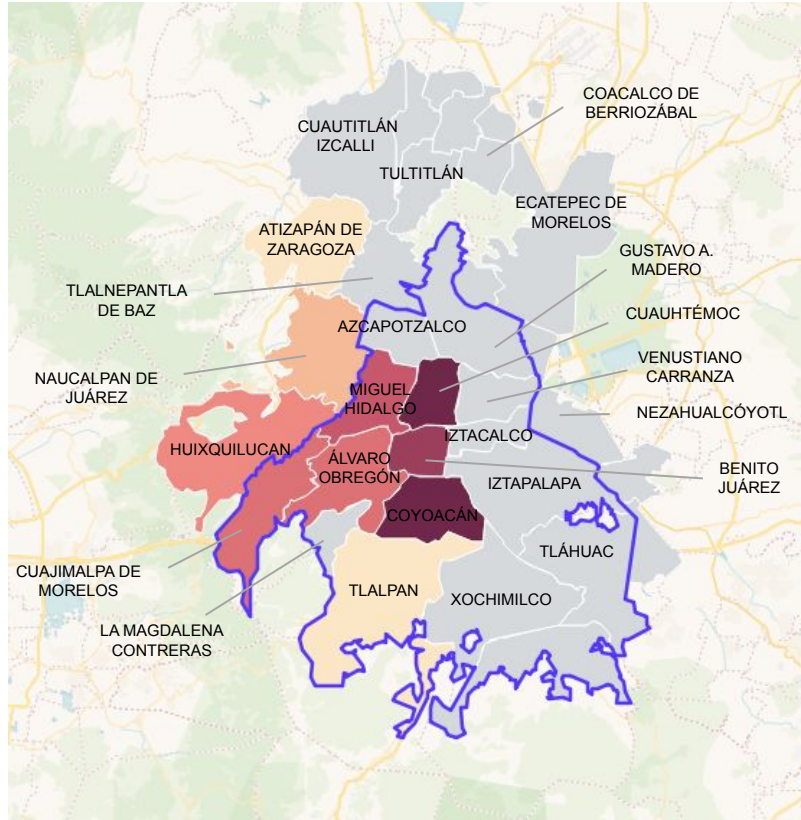 COACALCO DE
BERRIOZÁBAL
CUAUTITLÁN
IZCALLI
TULTITLÁN
ECATEPEC DE
MORELOS
ATIZAPÁN DE
ZARAGOZA
GUSTAVO A.
MADERO
TLALNEPANTLA
DE BAZ
CUAUHTÉMOC
AZCAPOTZALCO
VENUSTIANO
CARRANZA
NAUCALPAN DE
JUÁREZ
MIGUEL
HIDALGO
NEZAHUALCÓYOTL
HUIXQUILUCAN
IZTACALCO
ÁLVARO
OBREGÓN
BENITO
JUÁREZ
IZTAPALAPA
COYOACÁN
TLÁHUAC
CUAJIMALPA DE
MORELOS
TLALPAN
XOCHIMILCO
LA MAGDALENA
CONTRERAS